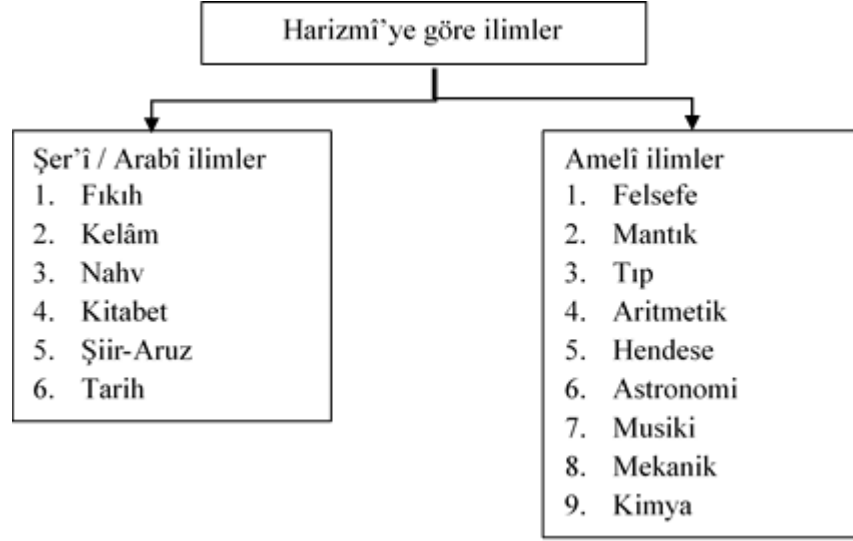 Harizmî’ye göre ilimler
Şer’î / Arabî ilimler
1. Fıkıh
2. Kelâm
3. Nahv
4. Kitabet
5. Şiir-Aruz
6. Tarih
Amelî ilimler
1. Felsefe
2. Mantık
3. Tıp
4. Aritmetik
5. Hendese
6. Astronomi
7. Musiki
8. Mekanik
9. Kimya